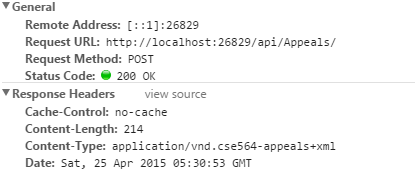 General
Remote Address: [::1]:26829
Request URL: http://localhost:26829/api/Appeals/
Request Method: POST
Status Code: 200 OK
Response Headers view source
Cache-Control: no-cache
Content-Length: 214
Content-Type: application/vnd.cse564-appeals+xml
Date: Sat, 25 Apr 2015 05:30:53 GMT